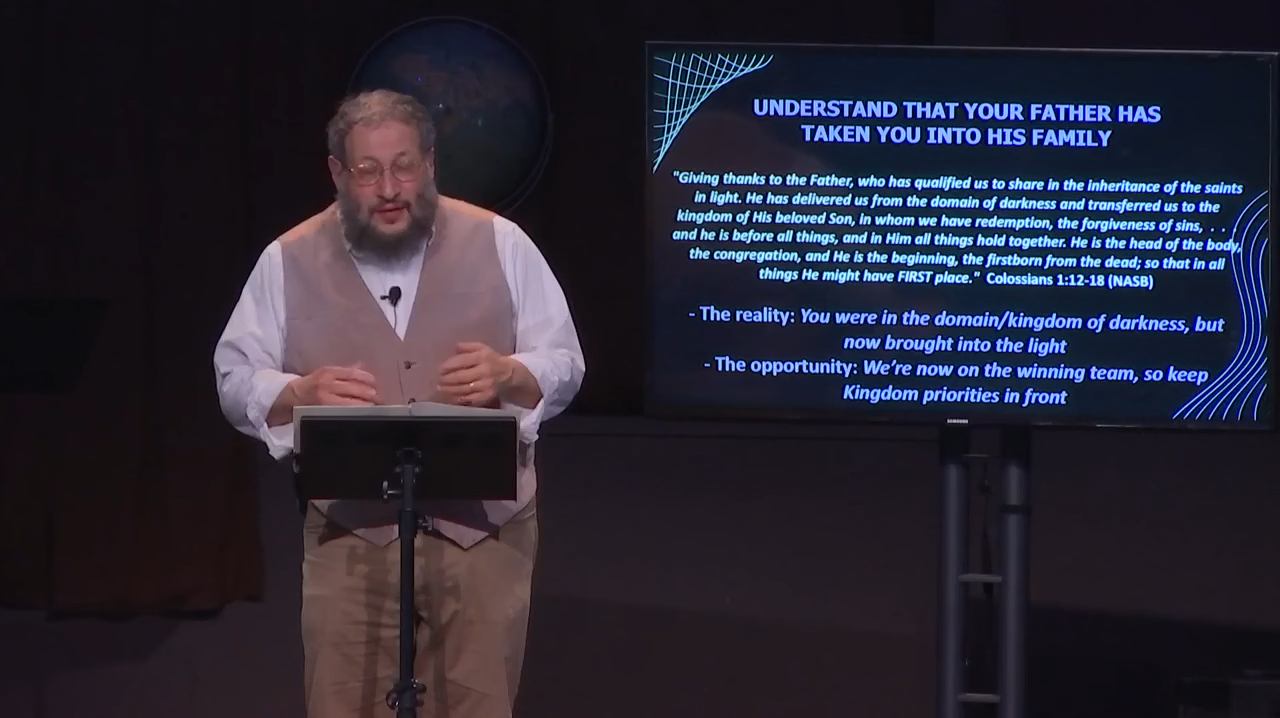 UNDERSTAND THAT YOUR FATHER HAS
TAKEN YOU INTO HIS FAMILY
"Giving thanks to the Father, who has qualified us to share in the inheritance of the saints
in light. He has delivered us from the domain of darkness and transferred us to the
kingdom of His beloved Son, in whom we have redemption, the forgiveness of sins, . . .
and he is before all things, and in Him all things hold together. He is the head of the body,
the congregation, and He is the beginning, the firstborn from the dead; so that in all
things He might have FIRST place." Colossians 1:12-18 (NASB)
- The reality: You were in the domain/kingdom of darkness, but
now brought into the light
- The opportunity: We're now on the winning team, so keep
Kingdom priorities in front
SAMSUNG